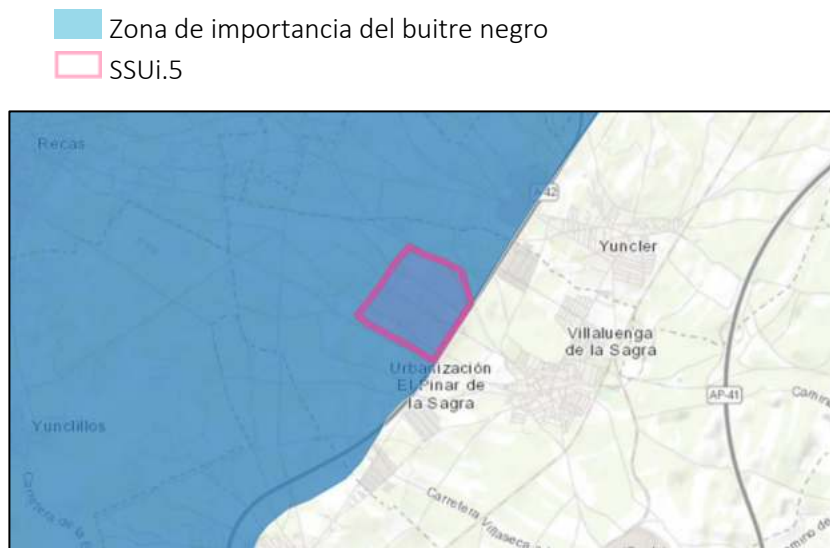 Zona de importancia del buitre negro
SSUi.5
Recas
A-42
Yuncler
Villaluenga
de la Sagra
Urbanización
El Pinar de
la Sagra
AP-41
Yunclillos
Carretera Villaseca